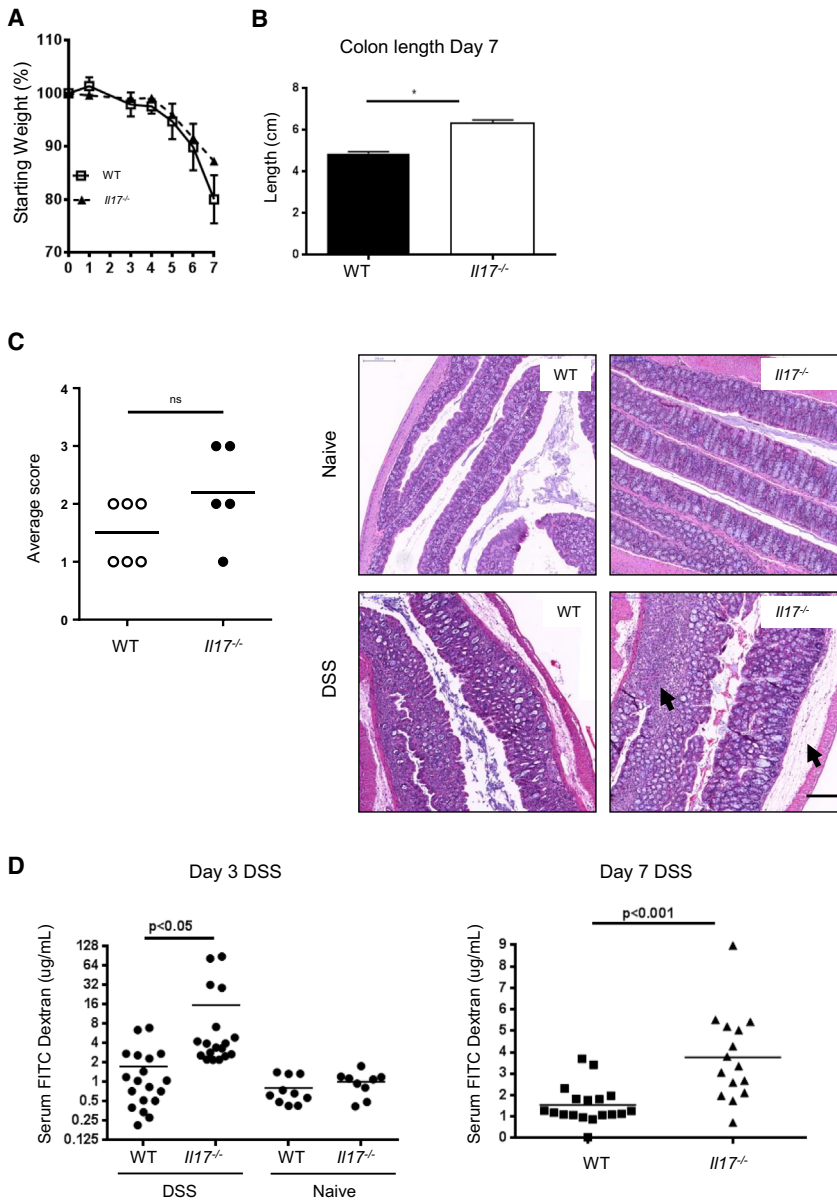 A
Starting Weight (%)
110
100
90
80
70
WT
Il17-/-
0 1 2 3 4 5 6 7
B
Colon length Day 7
Length (cm)
8
6
4
2
0
*
WT Il17-/-
C
Average score
4
3
2
1
0
ns
WT Il17-/-
Naive
WT
Il17-/-
DSS
WT
Il17-/-
D
Day 3 DSS
Serum FITC Dextran (ug/mL)
128
64
32
16
8
4
2
1
0.5
0.25
0.125
p<0.05
WT Il17-/- WT Il17-/-
DSS Naive
Day 7 DSS
Serum FITC Dextran (ug/mL)
9
8
7
6
5
4
3
2
1
0
p<0.001
WT Il17-/-